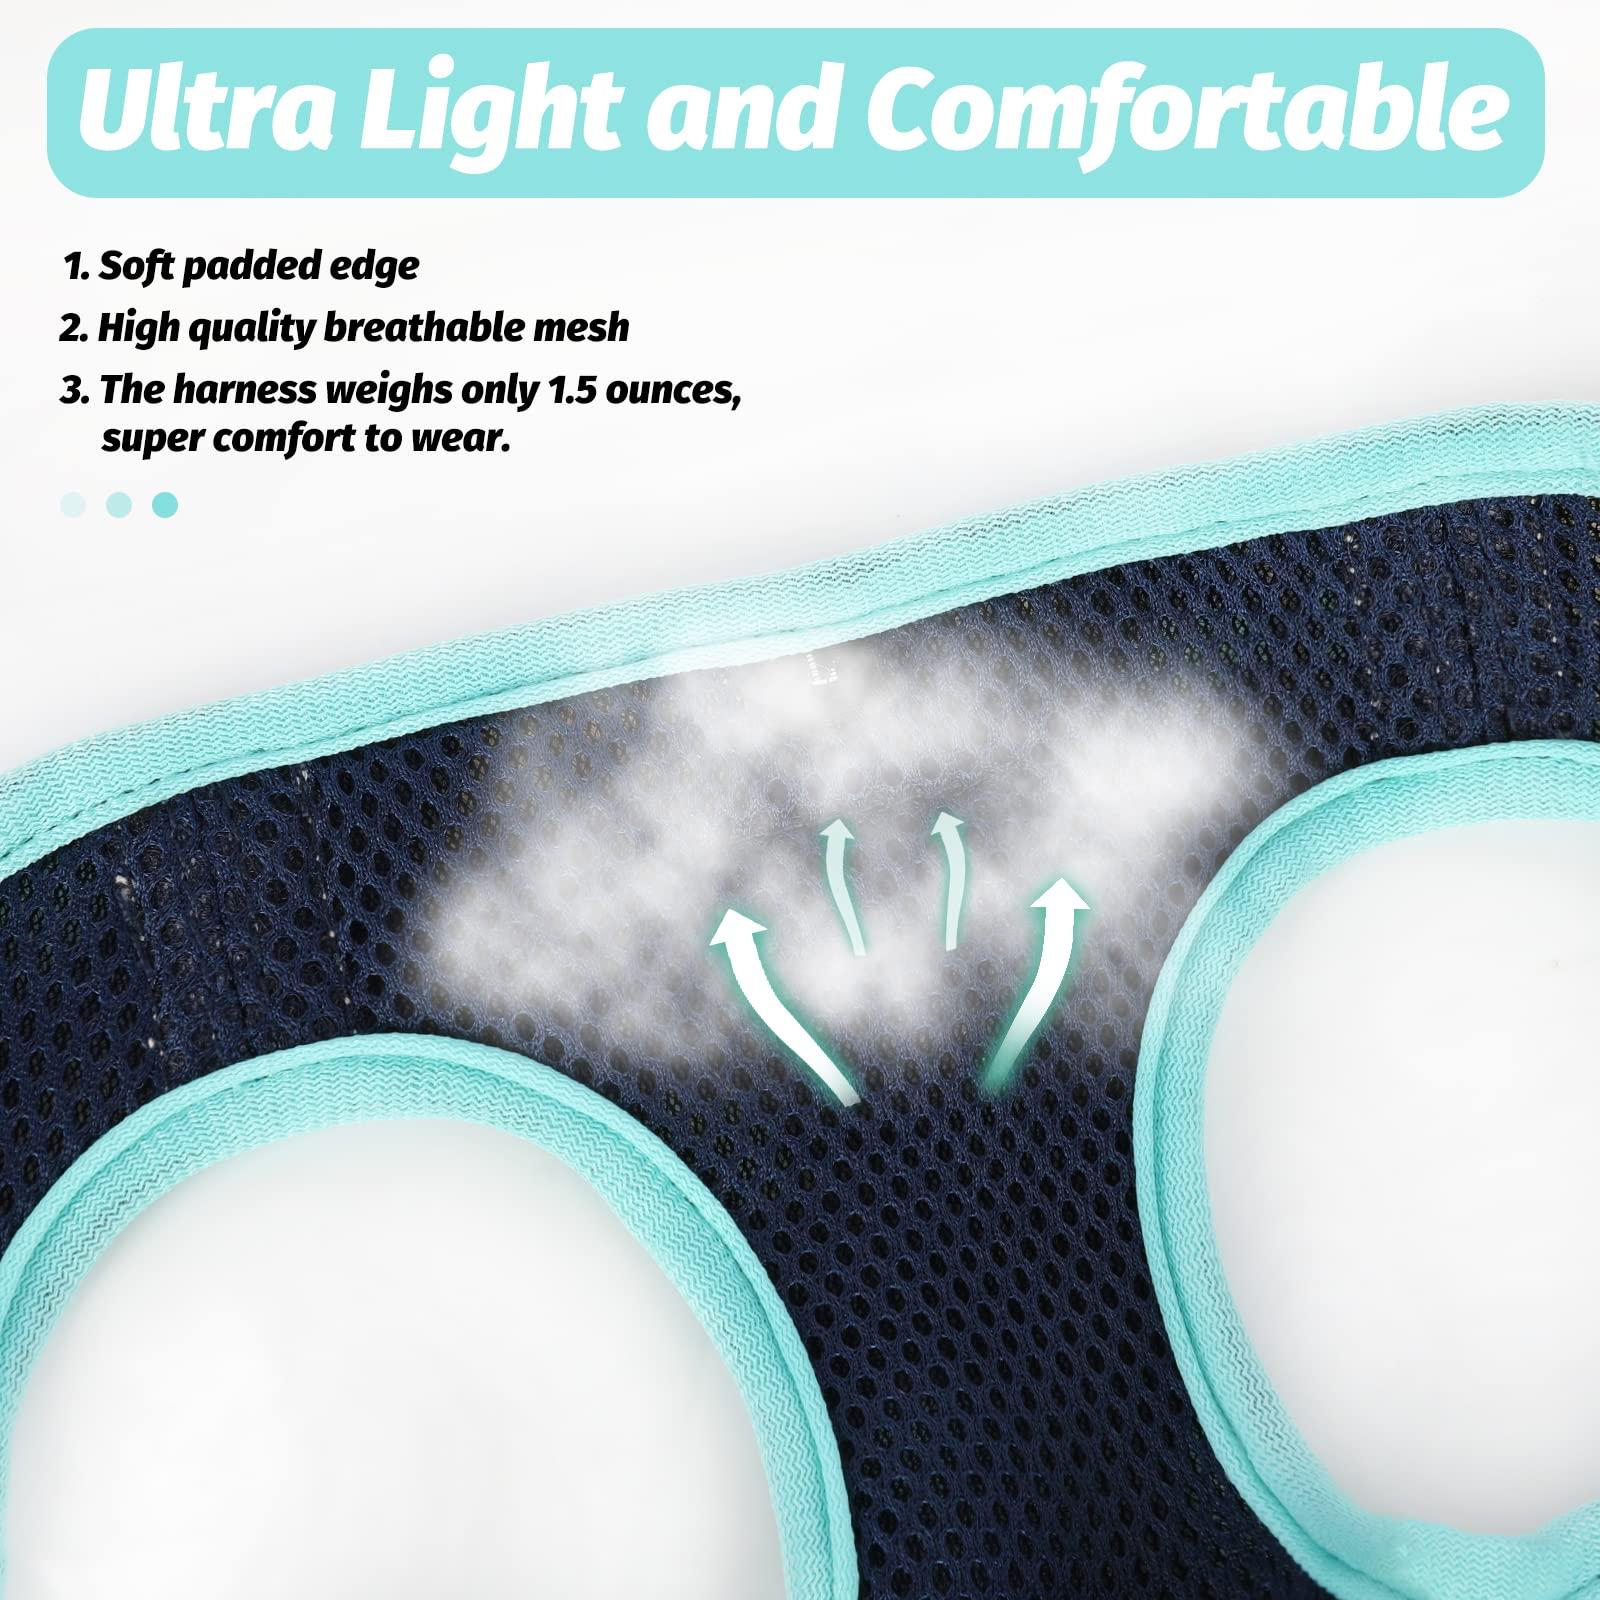 Ultra Light and Comfortable
1. Soft padded edge
2. High quality breathable mesh
3. The harness weighs only 1.5 ounces,
super comfort to wear.